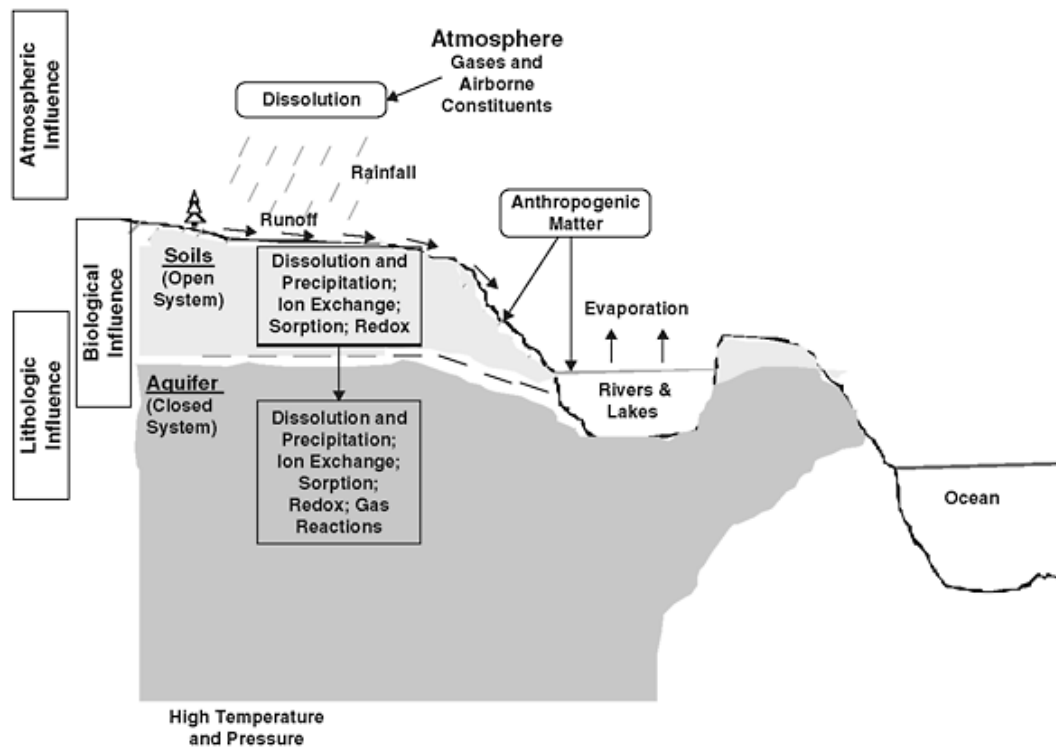 Atmospheric
Influence
Atmosphere
Gases and
Airborne
Constituents
Dissolution
Rainfall
Runoff
Anthropogenic
Matter
Biological
Influence
Soils
(Open
System)
Dissolution and
Precipitation;
Ion Exchange;
Sorption; Redox
Evaporation
Lithologic
Influence
Aquifer
(Closed
System)
Rivers &
Lakes
Dissolution and
Precipitation;
Ion Exchange;
Sorption;
Redox; Gas
Reactions
Ocean
High Temperature
and Pressure